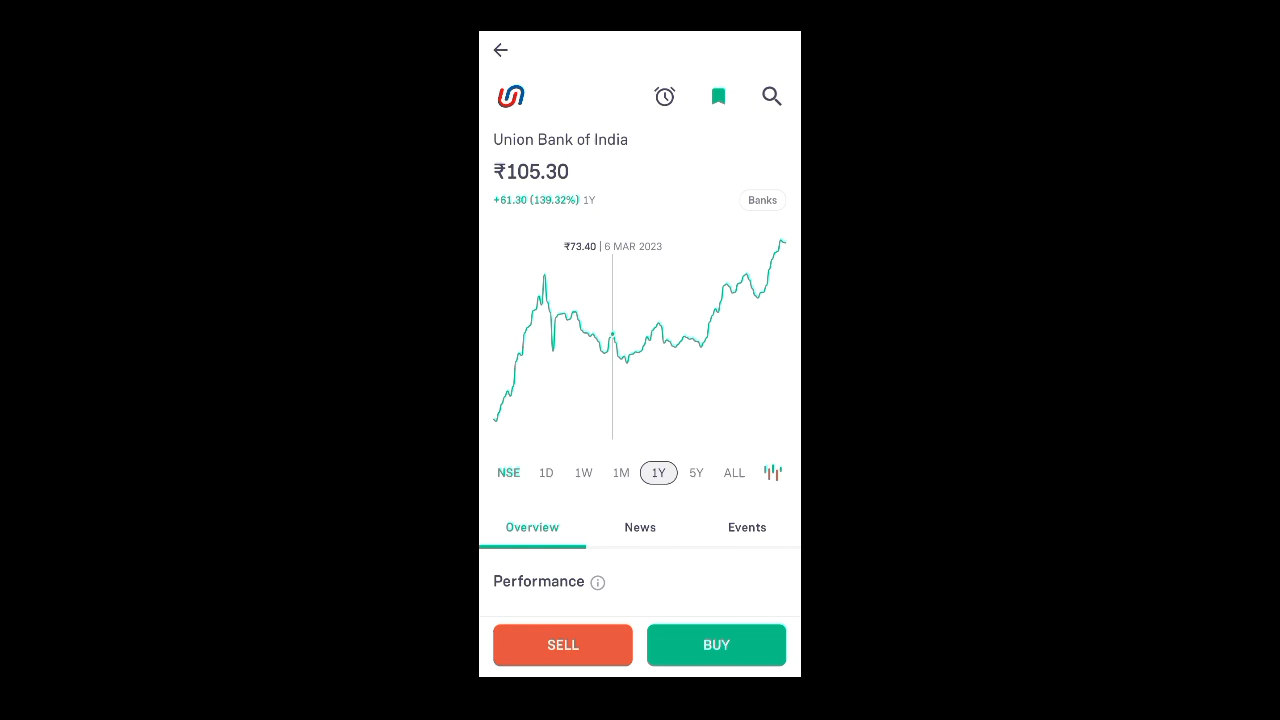 Union Bank of India
₹105.30
+61.30 (139.32%) 1Y
Banks
₹73.40 | 6 MAR 2023
NSE 1D 1W 1M 1Y 5Y ALL
Overview News Events
Performance
SELL BUY